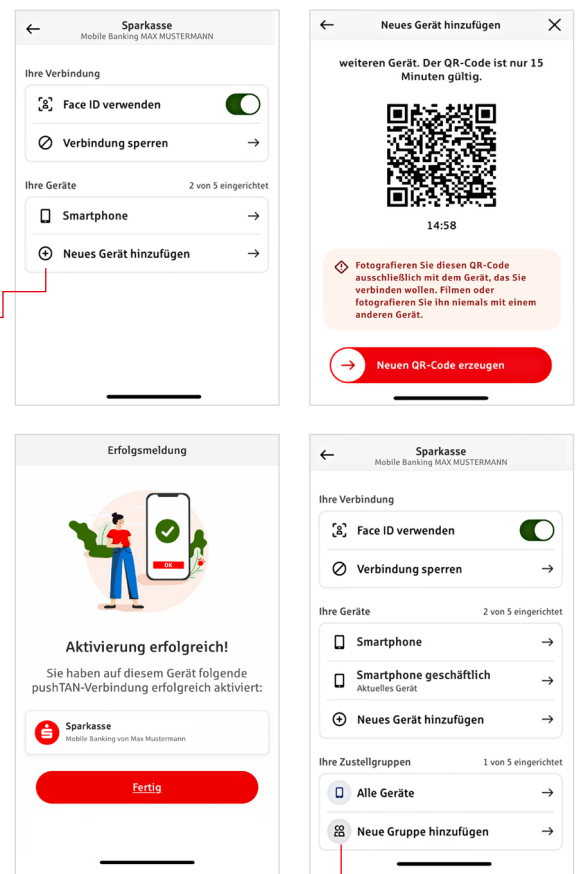 Sparkasse
Mobile Banking MAX MUSTERMANN
Ihre Verbindung
Face ID verwenden
Verbindung sperren
Ihre Geräte 2 von 5 eingerichtet
Smartphone
Neues Gerät hinzufügen
Neues Gerät hinzufügen
weiteren Gerät. Der QR-Code ist nur 15
Minuten gültig.
14:58
Fotografieren Sie diesen QR-Code
ausschließlich mit dem Gerät, das Sie
verbinden wollen. Filmen oder
fotografieren Sie ihn niemals mit einem
anderen Gerät.
Neuen QR-Code erzeugen
Erfolgsmeldung
OK
Aktivierung erfolgreich!
Sie haben auf diesem Gerät folgende
pushTAN-Verbindung erfolgreich aktiviert:
Sparkasse
Mobile Banking von Max Mustermann
Fertig
Sparkasse
Mobile Banking MAX MUSTERMANN
Ihre Verbindung
Face ID verwenden
Verbindung sperren
Ihre Geräte 2 von 5 eingerichtet
Smartphone
Smartphone geschäftlich
Aktuelles Gerät
Neues Gerät hinzufügen
Ihre Zustellgruppen 1 von 5 eingerichtet
Alle Geräte
Neue Gruppe hinzufügen